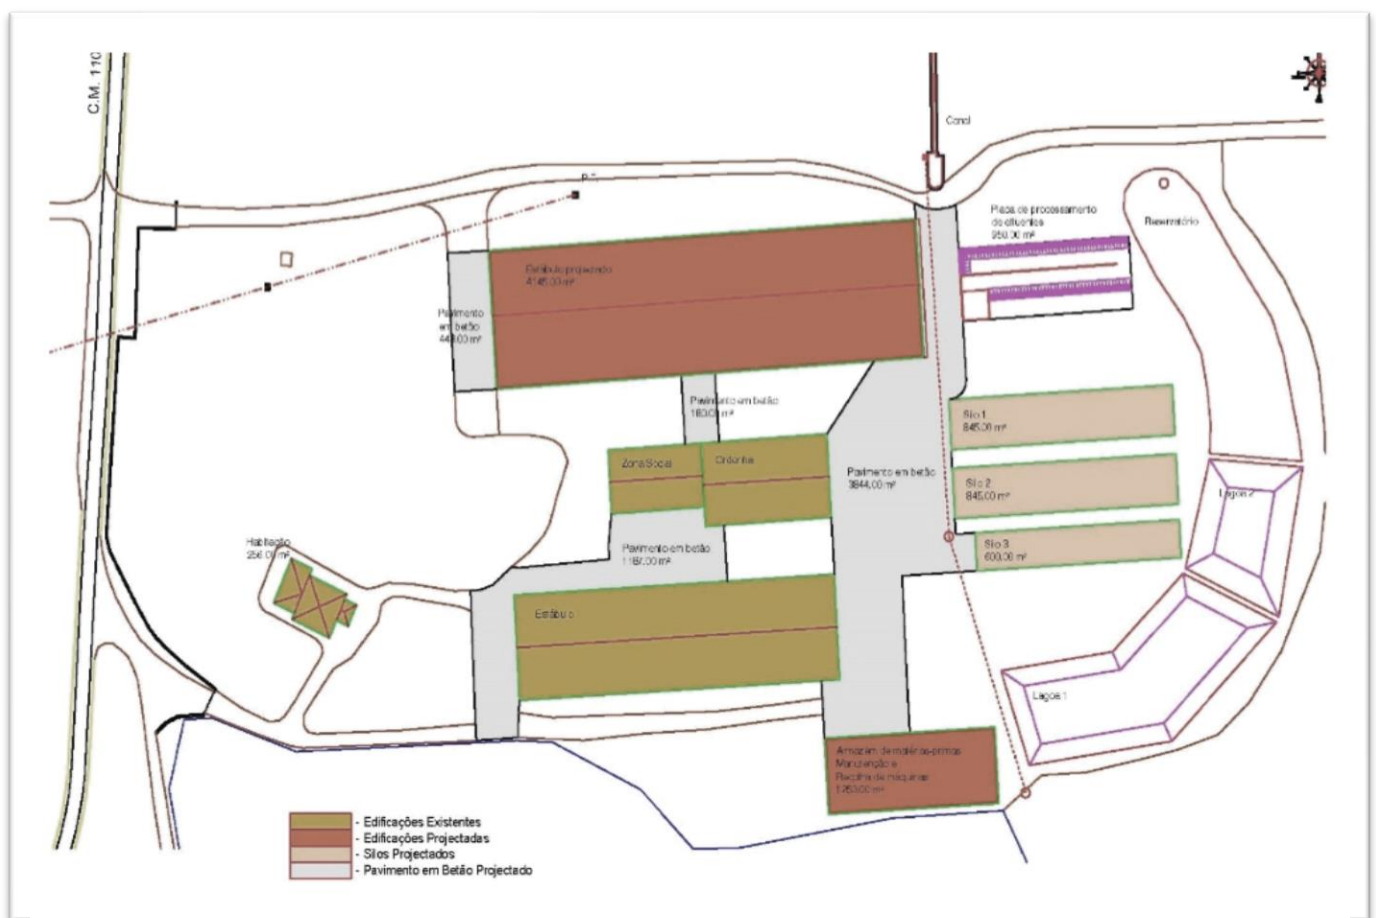 C.M. 110
Canal
Placa de processamento
de efluentes
950.00 m²
Reservatório
Estábulo projectado
4145.00 m²
Pavimento
em betão
Pavimento em betão
Silo 1
845.00 m²
Zona Social
Ordenha
Pavimento em betão
3844.00 m²
Silo 2
845.00 m²
Lagoa 2
Silo 3
600.00 m²
Habitação
256.00 m²
Pavimento em betão
Estábulo
Lagoa 1
Armazém de matérias-primas
Manutenção e
Recolha de máquinas
- Edificações Existentes
- Edificações Projectadas
- Silos Projectados
- Pavimento em Betão Projectado